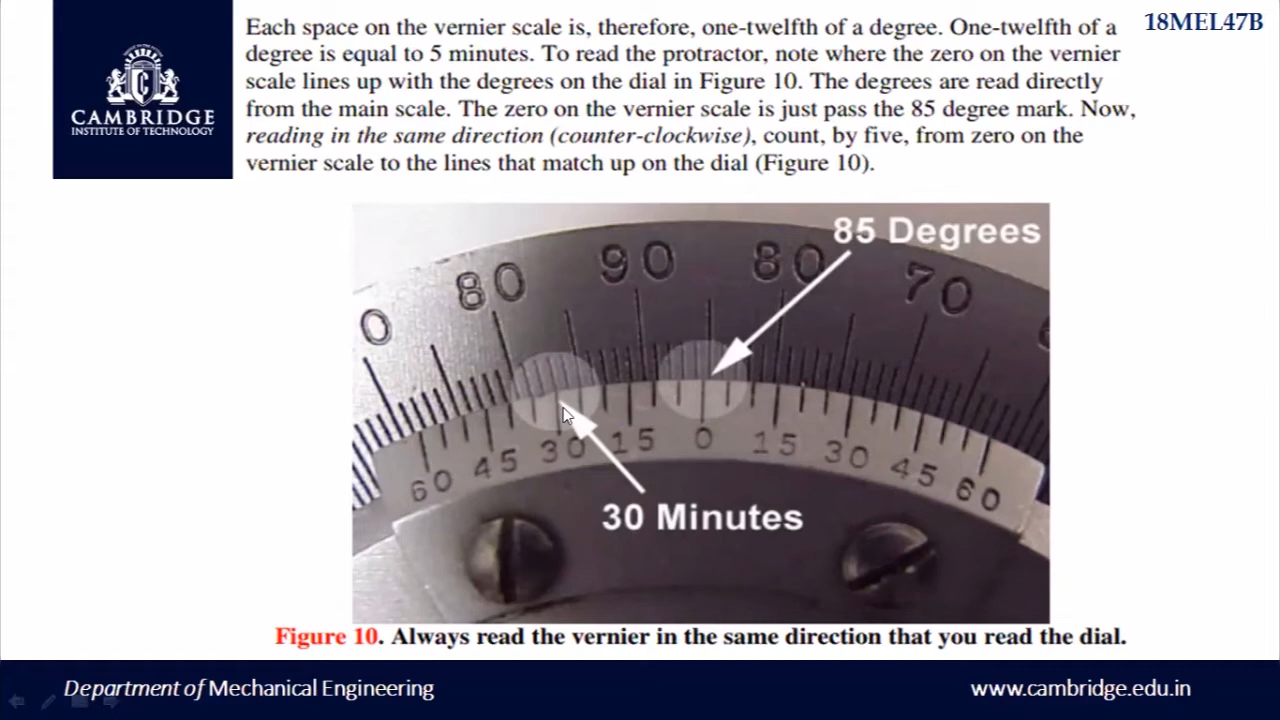 18MEL47B
CAMBRIDGE
INSTITUTE OF TECHNOLOGY
Each space on the vernier scale is, therefore, one-twelfth of a degree. One-twelfth of a
degree is equal to 5 minutes. To read the protractor, note where the zero on the vernier
scale lines up with the degrees on the dial in Figure 10. The degrees are read directly
from the main scale. The zero on the vernier scale is just pass the 85 degree mark. Now,
reading in the same direction (counter-clockwise), count, by five, from zero on the
vernier scale to the lines that match up on the dial (Figure 10).
85 Degrees
0 80 90 80 70
60 45 30 15 0 15 30 45 60
30 Minutes
Figure 10. Always read the vernier in the same direction that you read the dial.
Department of Mechanical Engineering
www.cambridge.edu.in